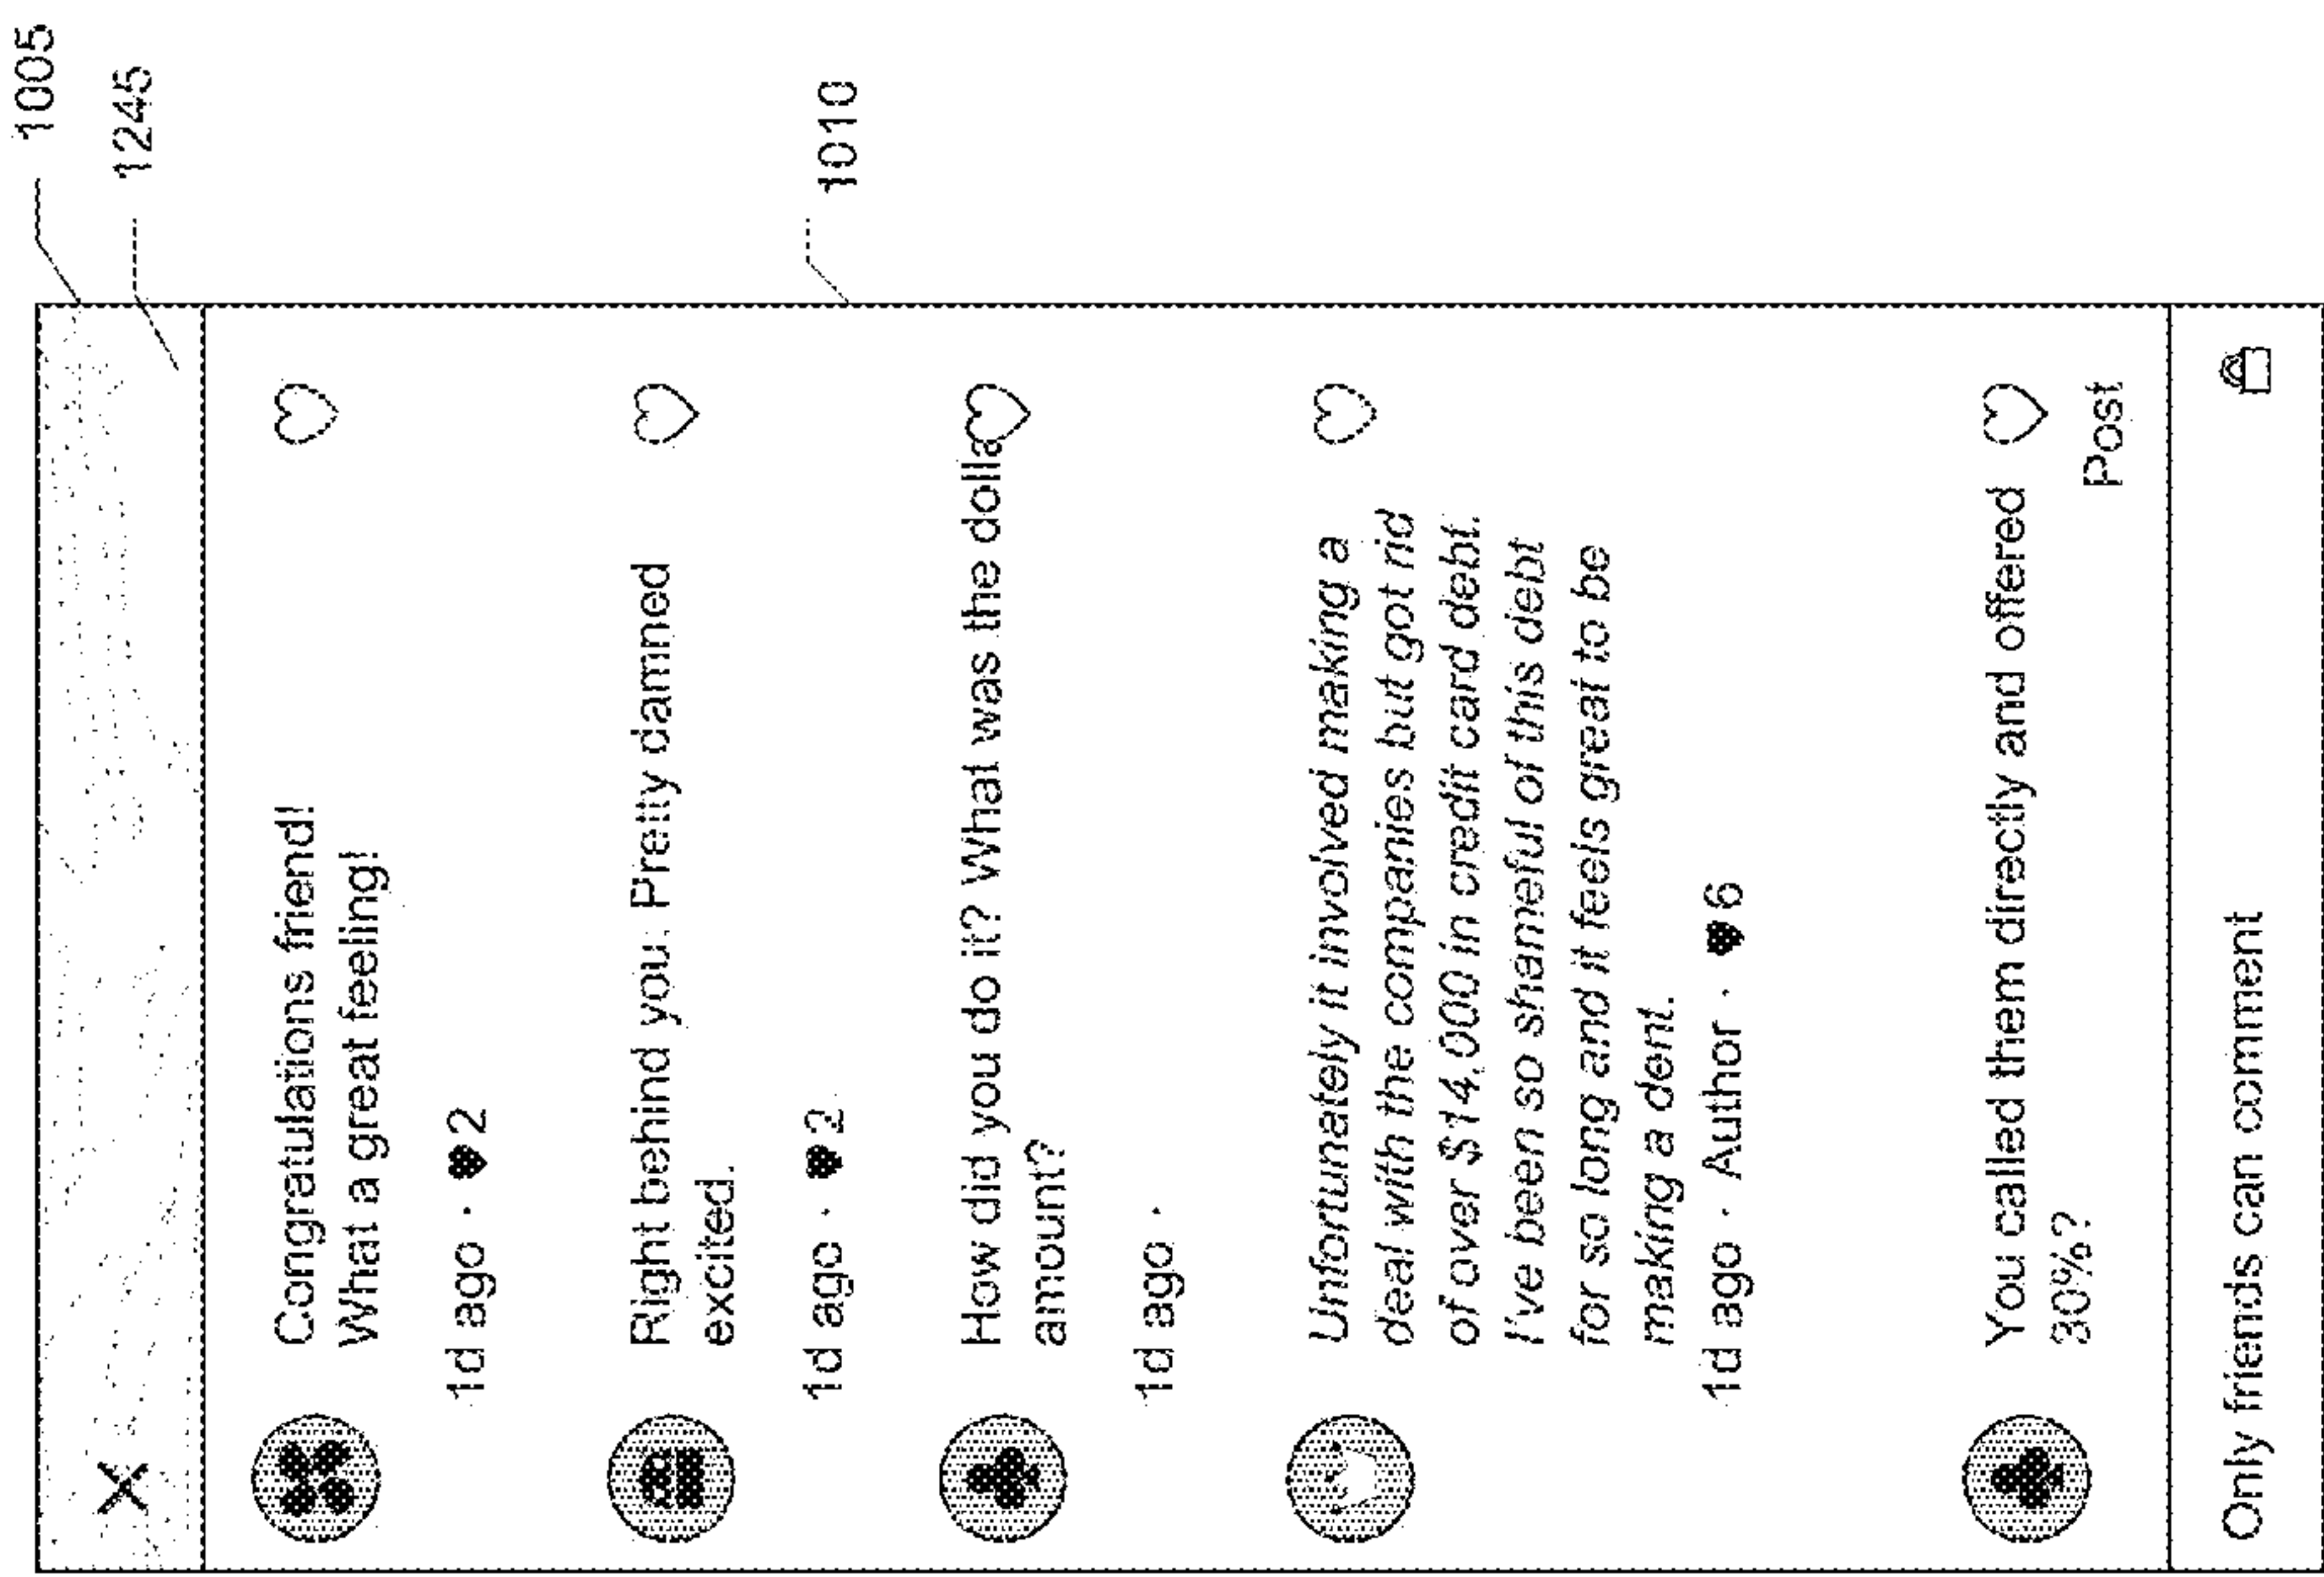 1005
1245
X
Congratulations friend!
What a great feeling!
1d ago · ♥2
Right behind you. Pretty damned
excited.
1d ago · ♥2
1010
How did you do it? What was the dolla
amount?
1d ago ·
Unfortunately it involved making a
deal with the companies but got rid
of over $14,000 in credit card debt.
I've been so shameful of this debt
for so long and it feels great to be
making a dent.
1d ago · Author · ♥6
You called them directly and offered
30%?
Post
Only friends can comment